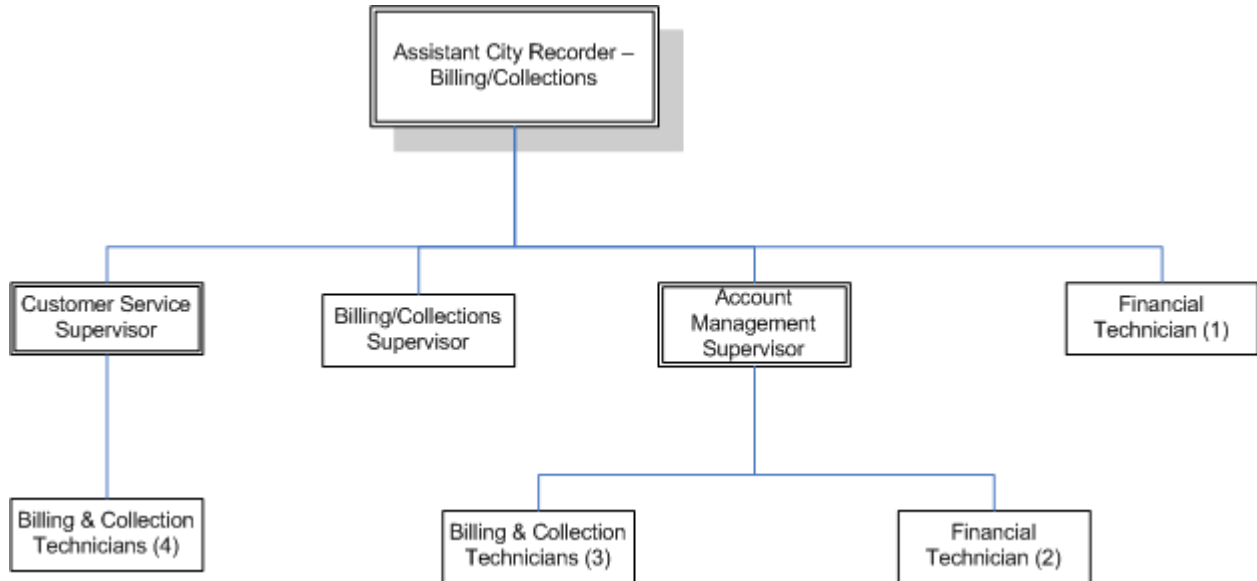 Assistant City Recorder –
Billing/Collections
Customer Service
Supervisor
Billing/Collections
Supervisor
Account
Management
Supervisor
Financial
Technician (1)
Billing & Collection
Technicians (4)
Billing & Collection
Technicians (3)
Financial
Technician (2)